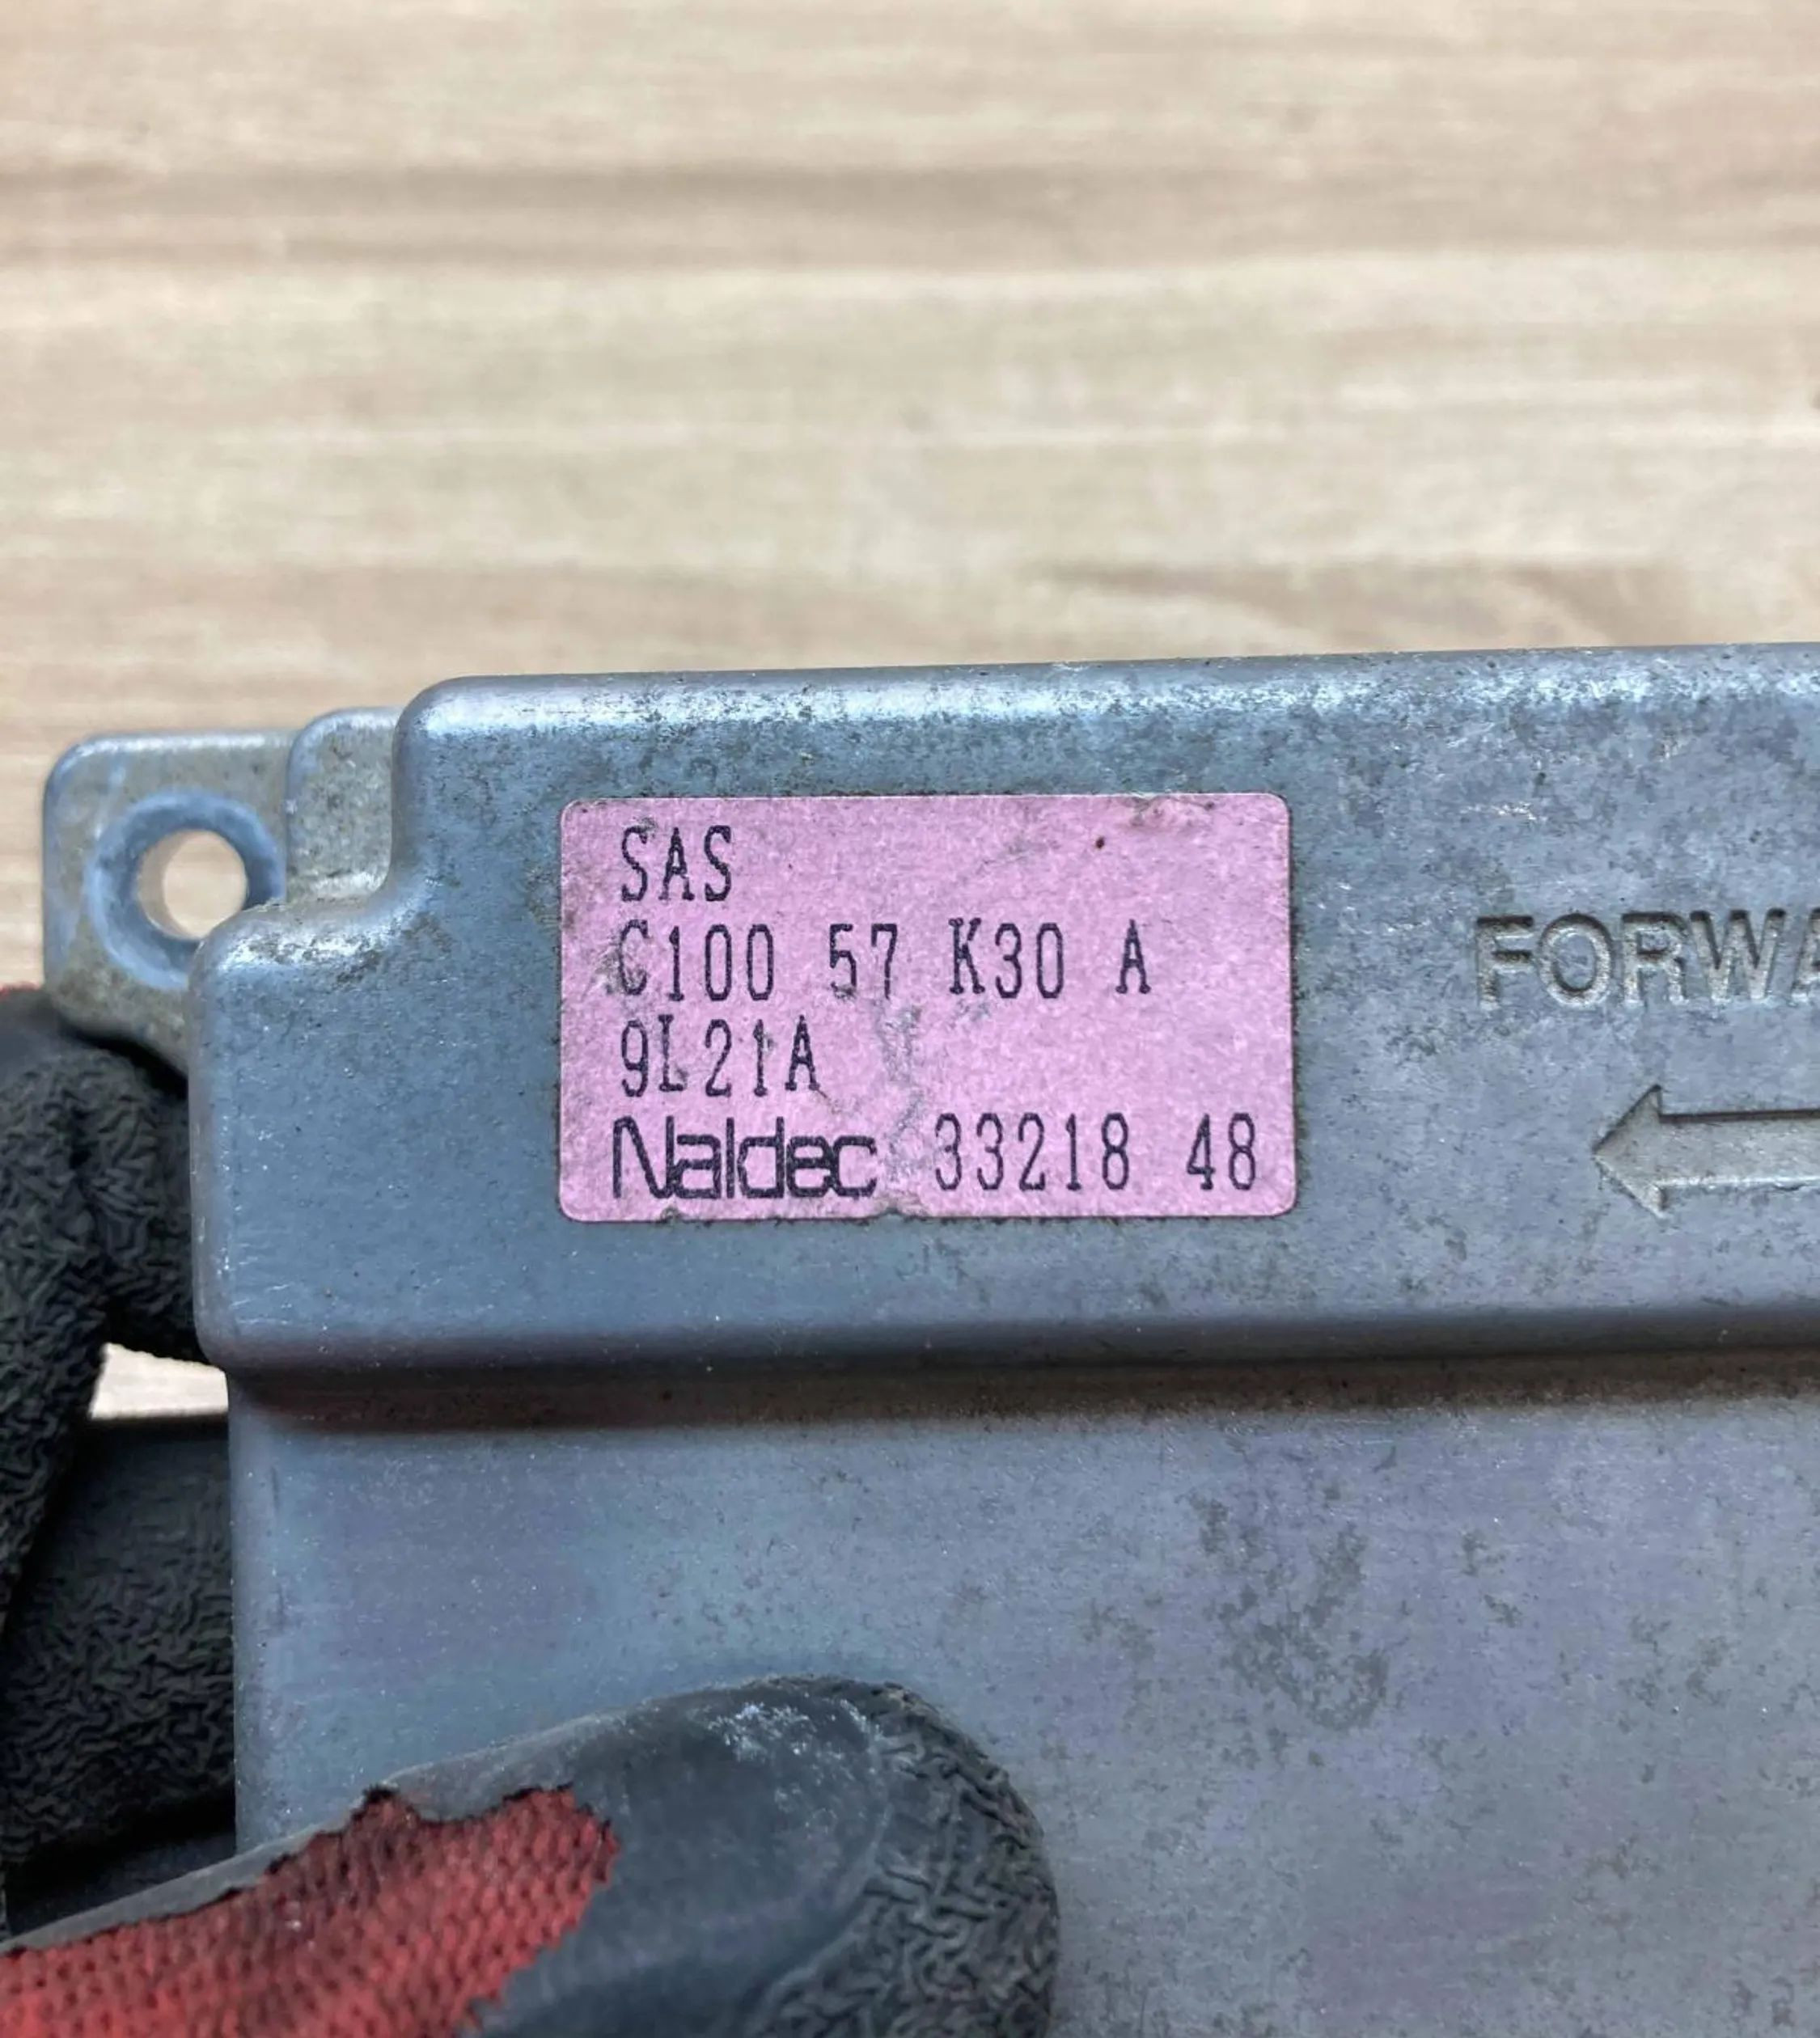 SAS
C100 57 K30 A
9L21A
Naldec 33218 48
FORWA